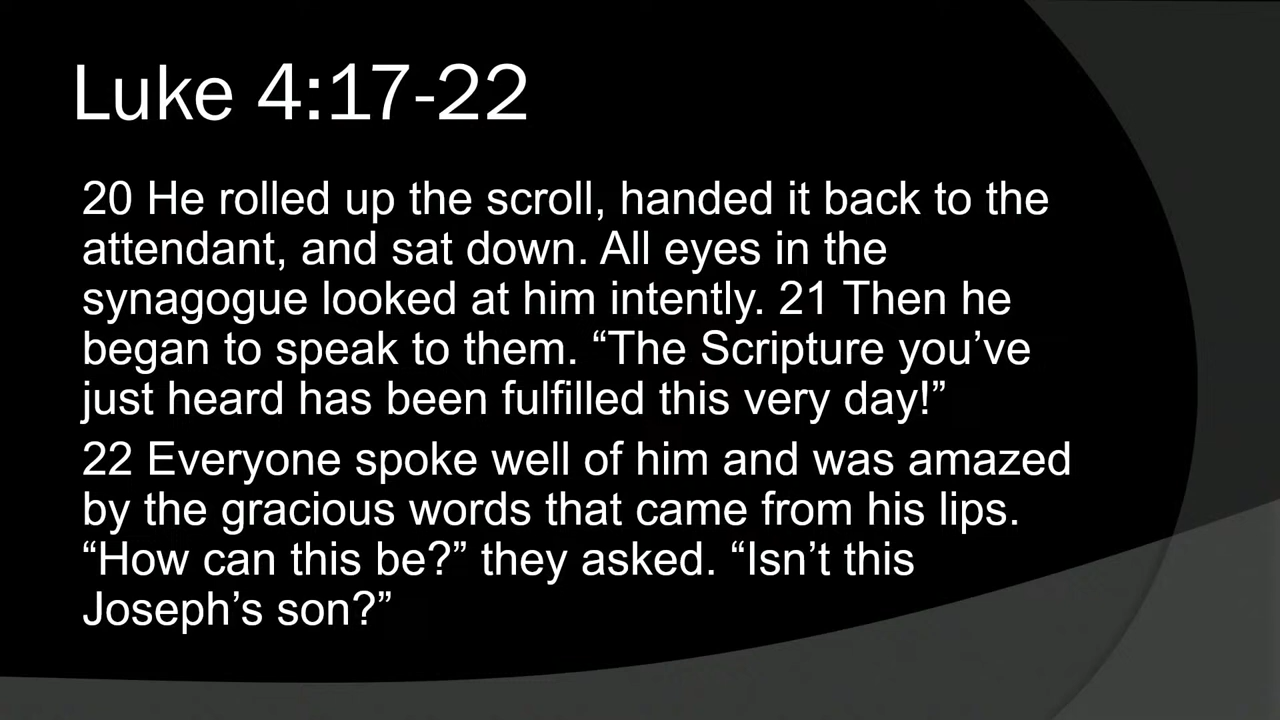 Luke 4:17-22
20 He rolled up the scroll, handed it back to the
attendant, and sat down. All eyes in the
synagogue looked at him intently. 21 Then he
began to speak to them. “The Scripture you’ve
just heard has been fulfilled this very day!”
22 Everyone spoke well of him and was amazed
by the gracious words that came from his lips.
“How can this be?” they asked. “Isn’t this
Joseph’s son?”